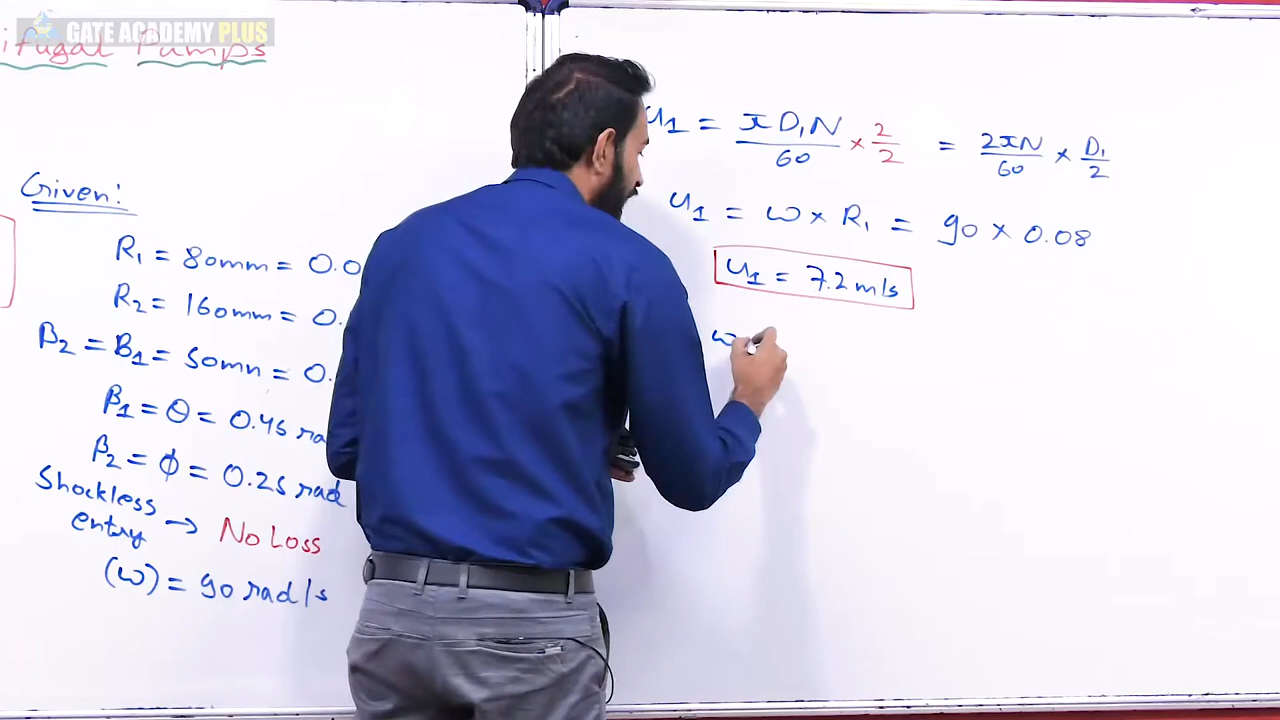 GATE ACADEMY PLUS
ifugal Pumps
Given:
R₁ = 80mm = 0.0
R₂ = 160mm = 0.
B₂ = B₁ = 50mm = 0.
β₁ = θ = 0.45 ra
β₂ = ϕ = 0.25 rad
Shockless entry → No Loss
(ω) = 90 rad/s
u₁ = πD₁N/60 × 2/2 = 2πN/60 × D₁/2
u₁ = ω × R₁ = 90 × 0.08
u₁ = 7.2 m/s
ω